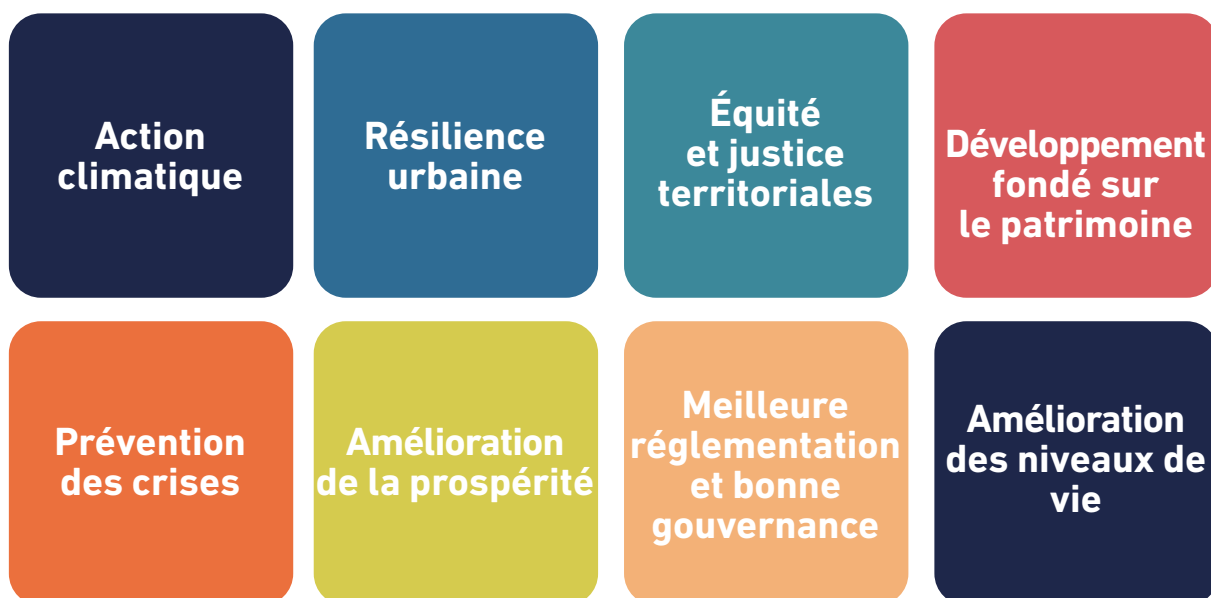 Action
climatique
Résilience
urbaine
Équité
et justice
territoriales
Développement
fondé sur
le patrimoine
Prévention
des crises
Amélioration
de la prospérité
Meilleure
réglementation
et bonne
gouvernance
Amélioration
des niveaux de
vie